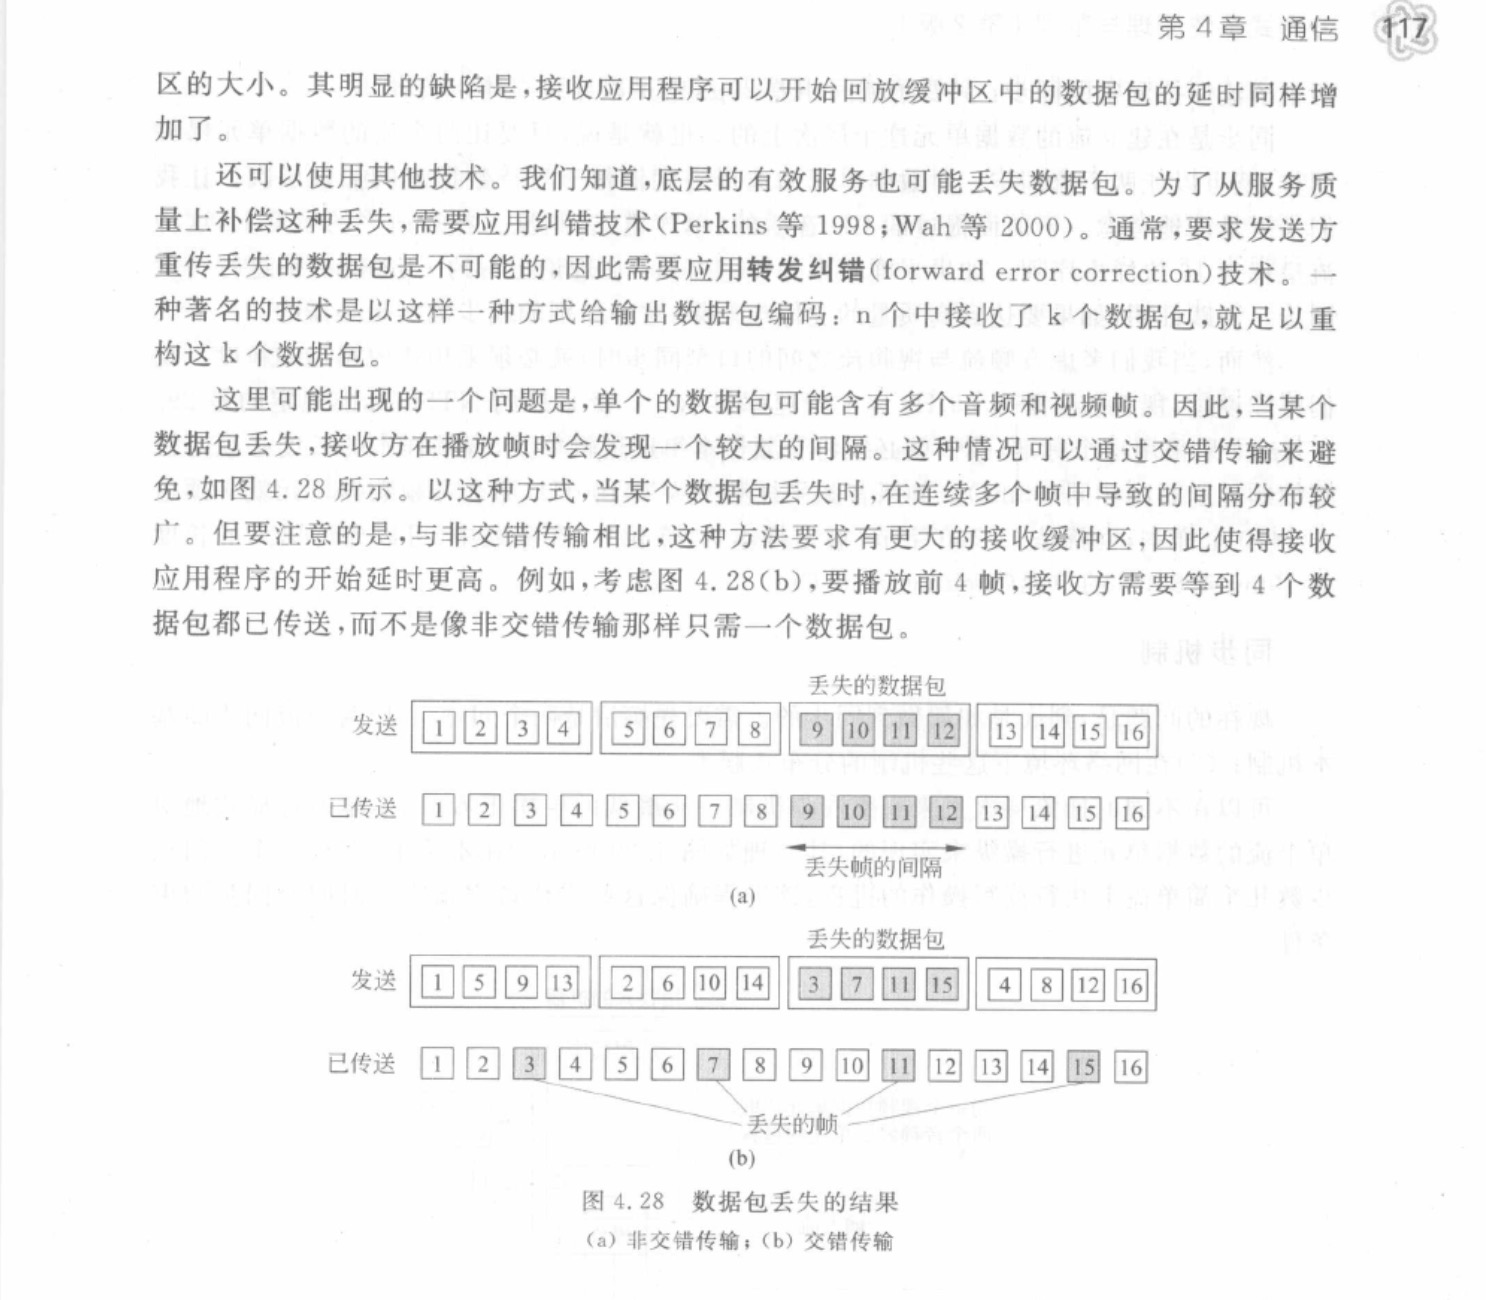 第4章 通信 117
区的大小。其明显的缺陷是,接收应用程序可以开始回放缓冲区中的数据包的延时同样增
加了。
还可以使用其他技术。我们知道,底层的有效服务也可能丢失数据包。为了从服务质
量上补偿这种丢失,需要应用纠错技术(Perkins 等 1998;Wah 等 2000)。通常,要求发送方
重传丢失的数据包是不可能的,因此需要应用转发纠错(forward error correction)技术。一
种著名的技术是以这样一种方式给输出数据包编码:n 个中接收了 k 个数据包,就足以重
构这 k 个数据包。
这里可能出现的一个问题是,单个的数据包可能含有多个音频和视频帧。因此,当某个
数据包丢失,接收方在播放帧时会发现一个较大的间隔。这种情况可以通过交错传输来避
免,如图 4.28 所示。以这种方式,当某个数据包丢失时,在连续多个帧中导致的间隔分布较
广。但要注意的是,与非交错传输相比,这种方法要求有更大的接收缓冲区,因此使得接收
应用程序的开始延时更高。例如,考虑图 4.28(b),要播放前 4 帧,接收方需要等到 4 个数
据包都已传送,而不是像非交错传输那样只需一个数据包。
丢失的数据包
发送 1 2 3 4 5 6 7 8 9 10 11 12 13 14 15 16
已传送 1 2 3 4 5 6 7 8 9 10 11 12 13 14 15 16
丢失帧的间隔
(a)
丢失的数据包
发送 1 5 9 13 2 6 10 14 3 7 11 15 4 8 12 16
已传送 1 2 3 4 5 6 7 8 9 10 11 12 13 14 15 16
丢失的帧
(b)
图 4.28 数据包丢失的结果
(a) 非交错传输;(b) 交错传输